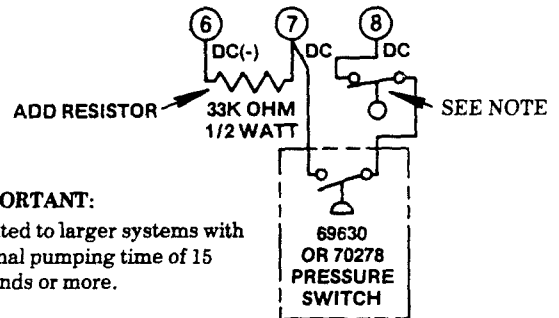 6 7 8
DC(-) DC DC
ADD RESISTOR
33K OHM
1/2 WATT
SEE NOTE
ORTANT:
ted to larger systems with
nal pumping time of 15
nds or more.
69630
OR 70278
PRESSURE
SWITCH